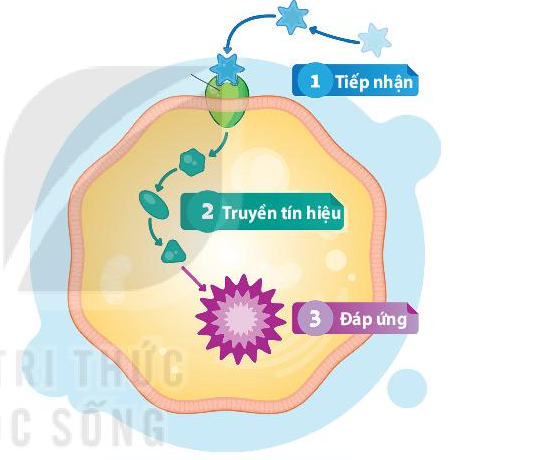 1 Tiếp nhận
2 Truyền tín hiệu
3 Đáp ứng
TRI THỨC
SỐNG